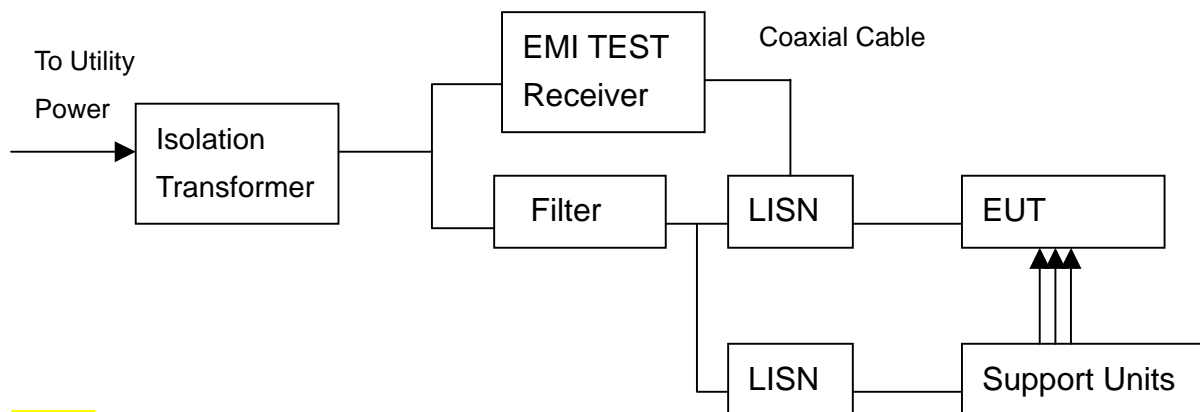 To Utility
Power
Isolation
Transformer
EMI TEST
Receiver
Coaxial Cable
Filter
LISN
EUT
LISN
Support Units